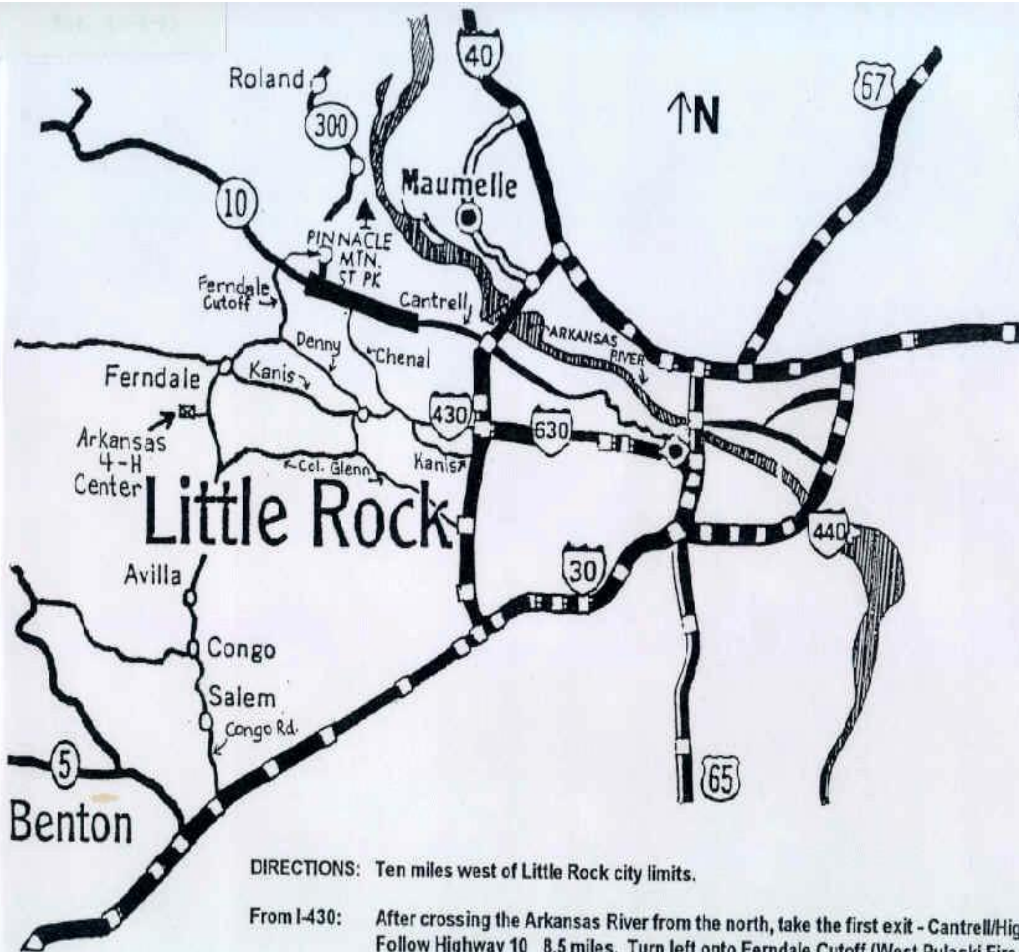 40
67
Roland
300
↑N
Maumelle
10
PINNACLE
MTN.
ST PK
Ferndale
Cutoff
Cantrell
ARKANSAS
RIVER
Denny
Chenal
Ferndale
Kanis
430
630
Arkansas
4-H
Center
Kanis
Col. Glenn
Little Rock
440
30
Avilla
Congo
Salem
Congo Rd.
65
5
Benton
DIRECTIONS: Ten miles west of Little Rock city limits.
From I-430: After crossing the Arkansas River from the north, take the first exit - Cantrell/Hig
Follow Highway 10 8.5 miles. Turn left onto Ferndale Cutoff (West Pulaski Fire